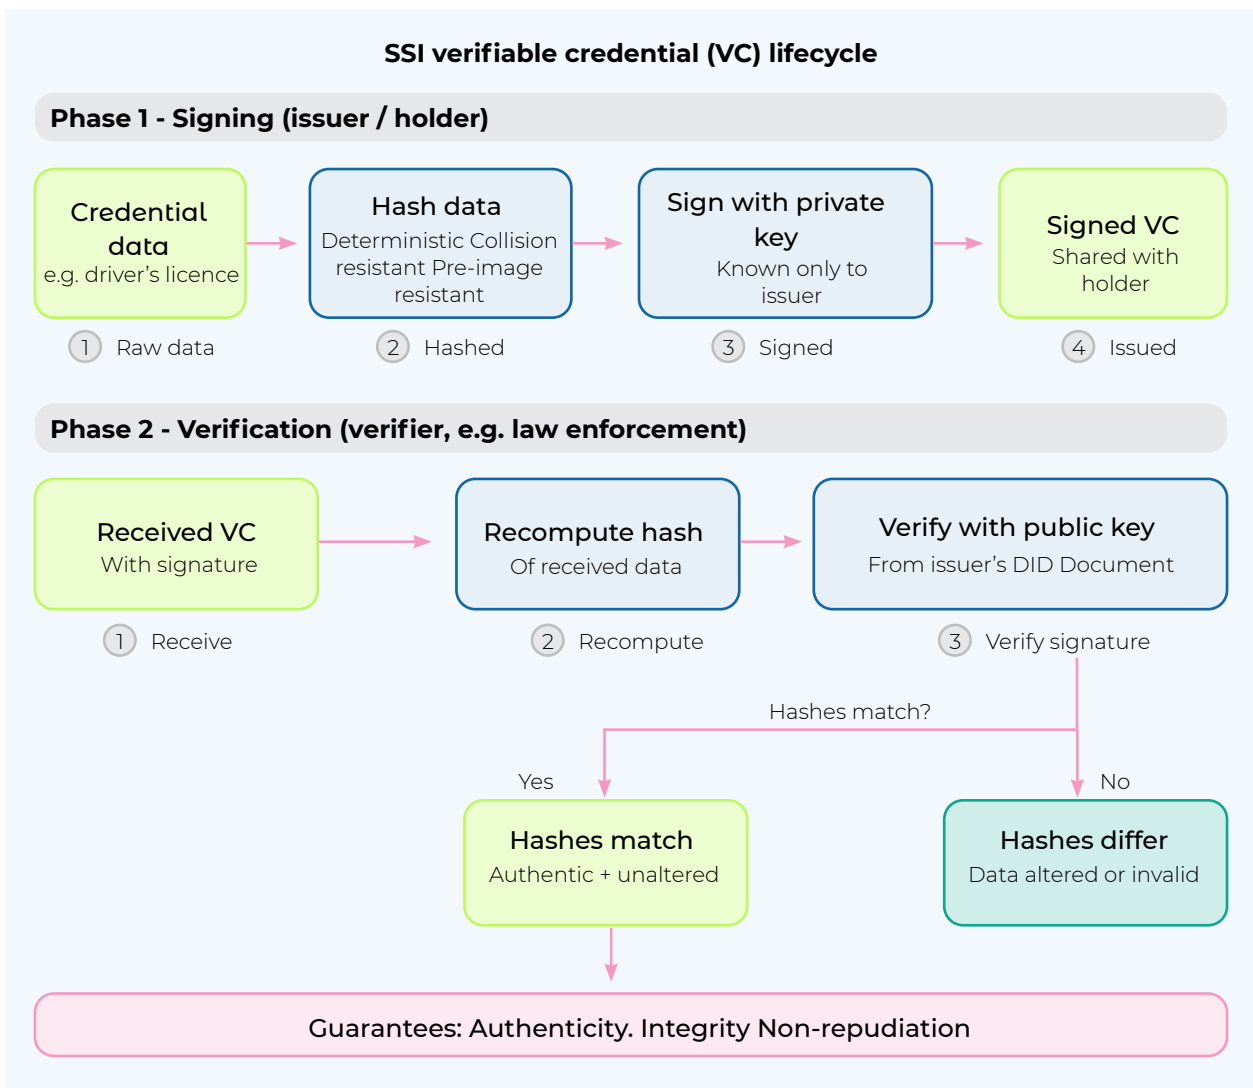 SSI verifiable credential (VC) lifecycle
Phase 1 - Signing (issuer / holder)
Credential
data
e.g. driver's licence
Hash data
Deterministic Collision
resistant Pre-image
resistant
Sign with private
key
Known only to
issuer
Signed VC
Shared with
holder
1 Raw data
2 Hashed
3 Signed
4 Issued
Phase 2 - Verification (verifier, e.g. law enforcement)
Received VC
With signature
Recompute hash
Of received data
Verify with public key
From issuer's DID Document
1 Receive
2 Recompute
3 Verify signature
Hashes match?
Yes
No
Hashes match
Authentic + unaltered
Hashes differ
Data altered or invalid
Guarantees: Authenticity. Integrity Non-repudiation